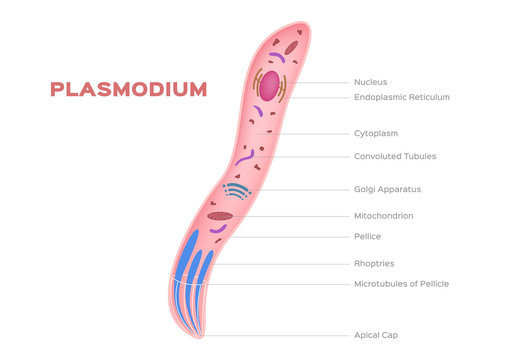 PLASMODIUM
Nucleus
Endoplasmic Reticulum
Cytoplasm
Convoluted Tubules
Golgi Apparatus
Mitochondrion
Pellice
Rhoptries
Microtubules of Pellicle
Apical Cap